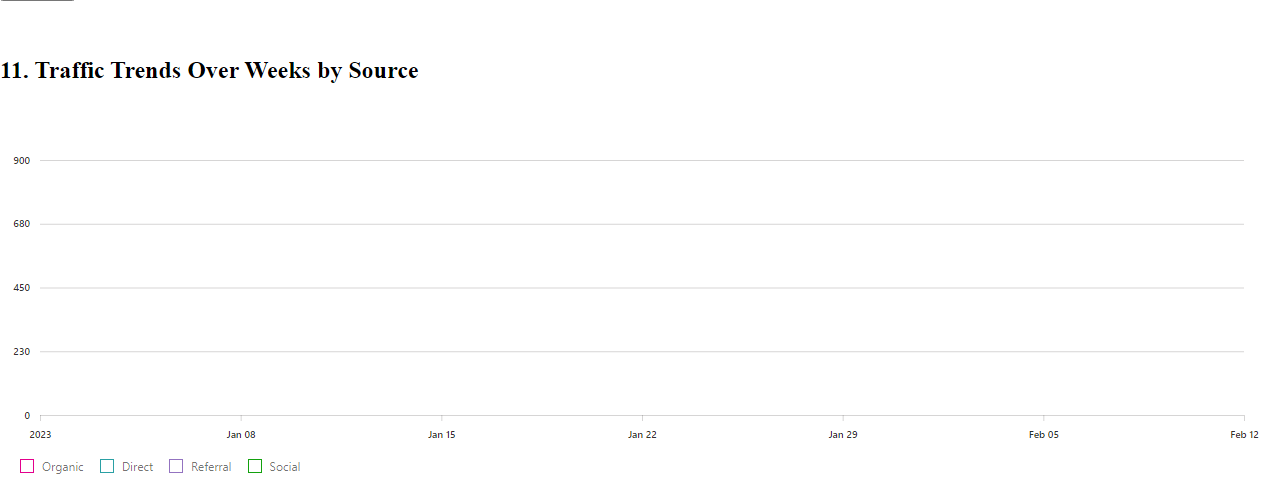 11. Traffic Trends Over Weeks by Source
900
680
450
230
0
2023 Jan 08 Jan 15 Jan 22 Jan 29 Feb 05 Feb 12
Organic Direct Referral Social